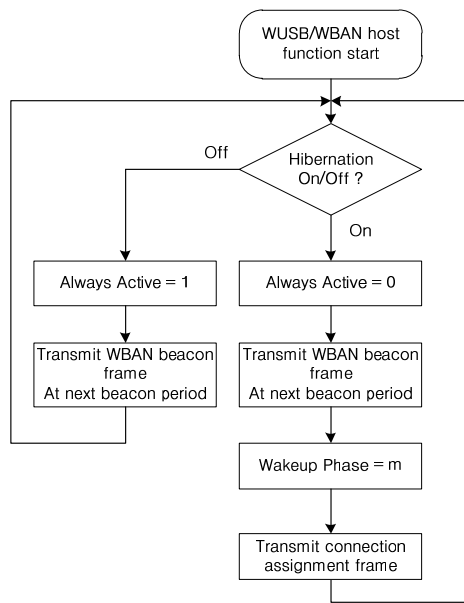 WUSB/WBAN host
function start
Off
Hibernation
On/Off ?
On
Always Active = 1
Always Active = 0
Transmit WBAN beacon
frame
At next beacon period
Transmit WBAN beacon
frame
At next beacon period
Wakeup Phase = m
Transmit connection
assignment frame